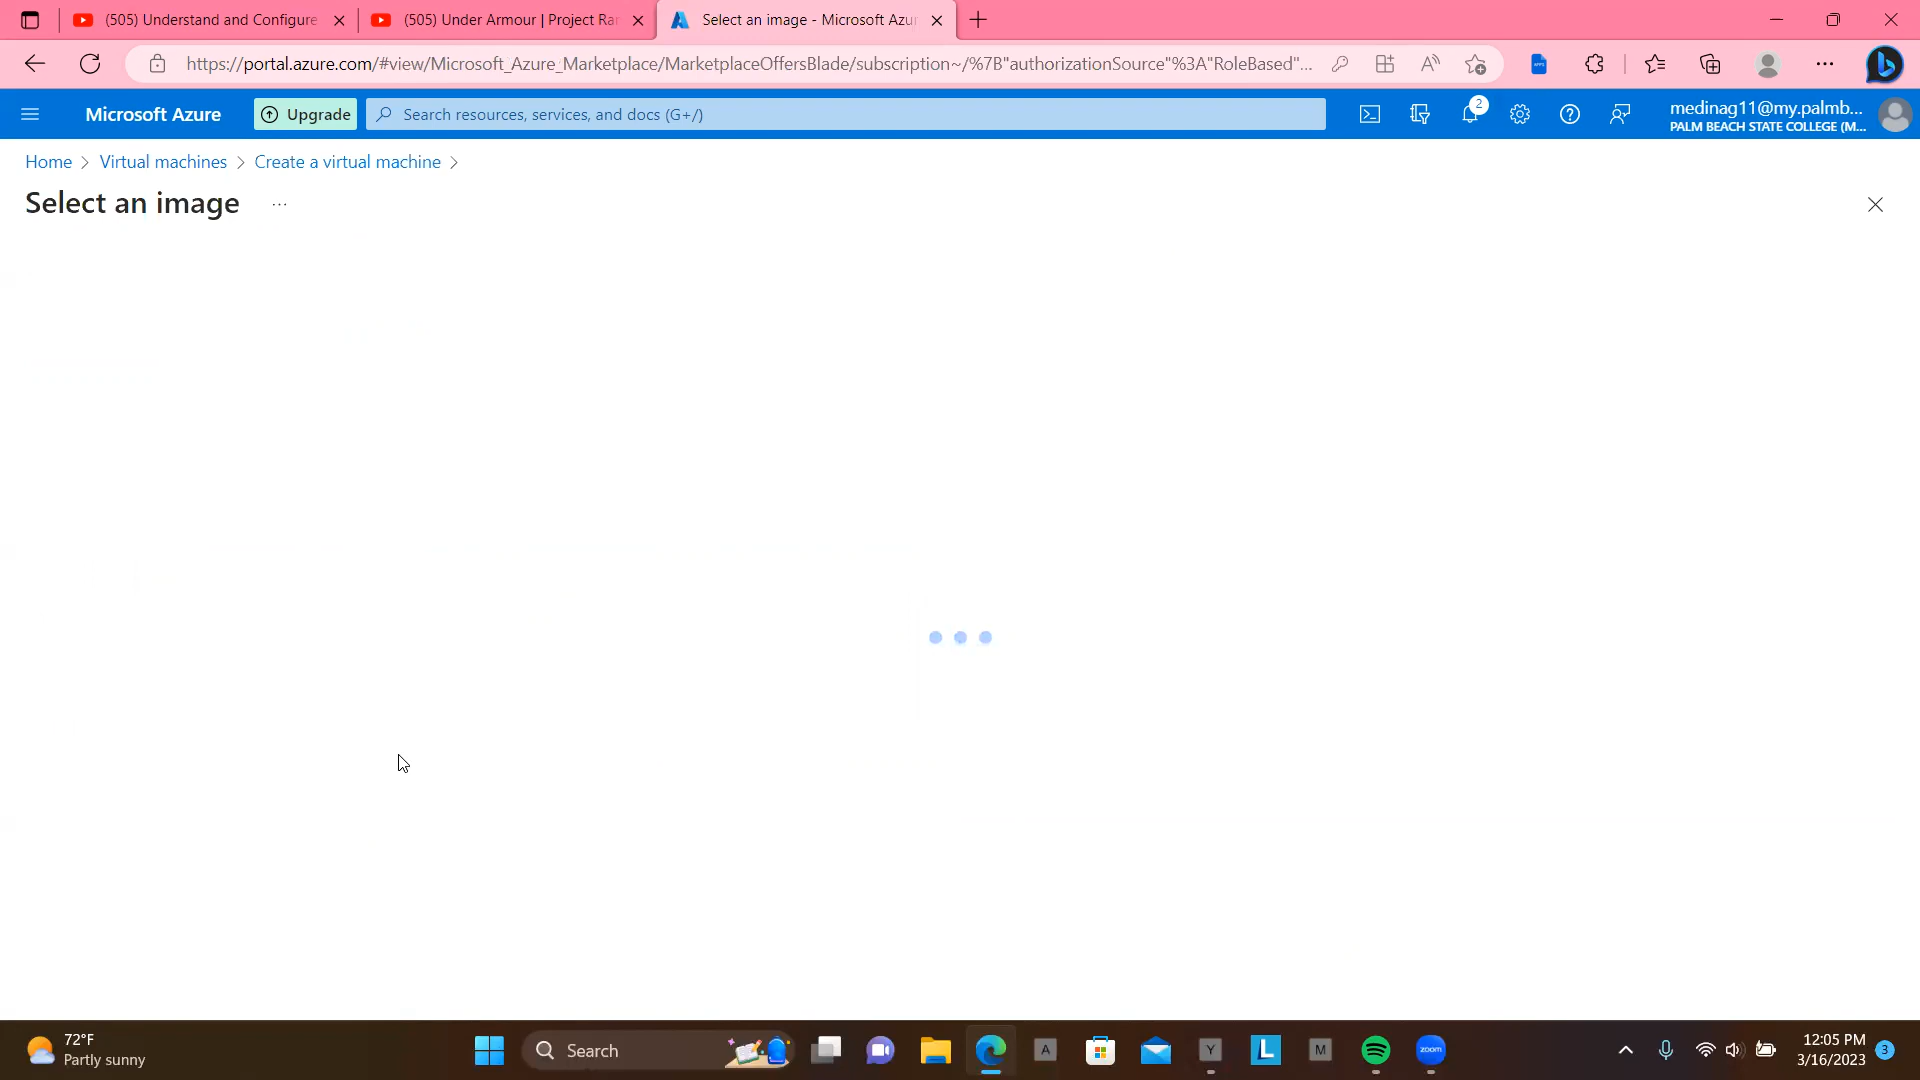 (505) Understand and Configure
(505) Under Armour | Project Ra
Select an image - Microsoft Azu
https://portal.azure.com/#view/Microsoft_Azure_Marketplace/MarketplaceOffersBlade/subscription~/%7B"authorizationSource"%3A"RoleBased"...
Microsoft Azure
Upgrade
Search resources, services, and docs (G+/)
2
medinag11@my.palmb...
PALM BEACH STATE COLLEGE (M...
Home > Virtual machines > Create a virtual machine >
Select an image ...
72°F
Partly sunny
Search
A
Y
L
M
zoom
12:05 PM
3/16/2023
3